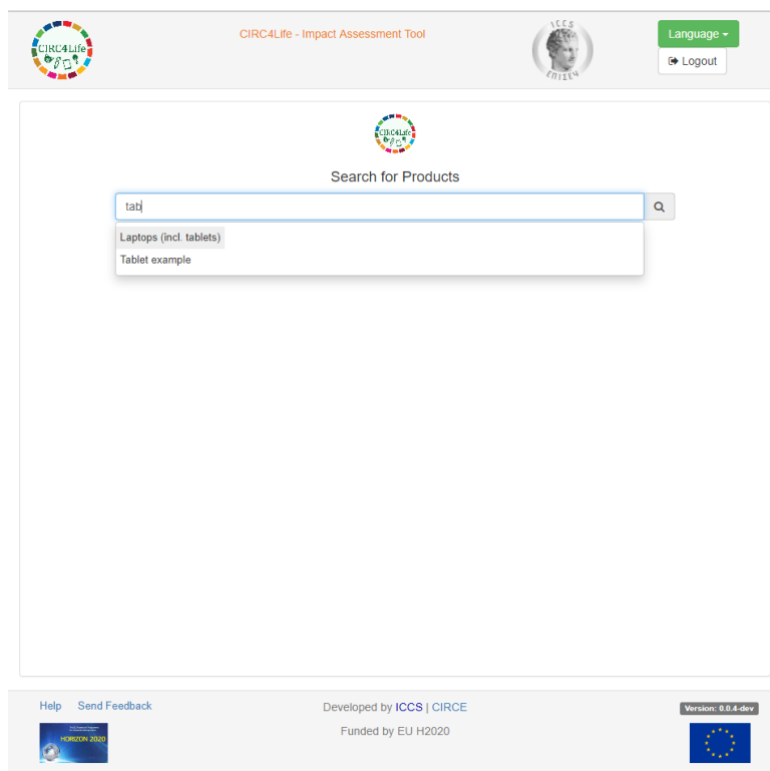 CIRC4Life
CIRC4Life - Impact Assessment Tool
ICCS
ΕΠΙΣΕΥ
Language
Logout
CIRC4Life
Search for Products
tab
Laptops (incl. tablets)
Tablet example
Help Send Feedback
Developed by ICCS | CIRCE
Version: 0.0.4-dev
Funded by EU H2020
HORIZON 2020